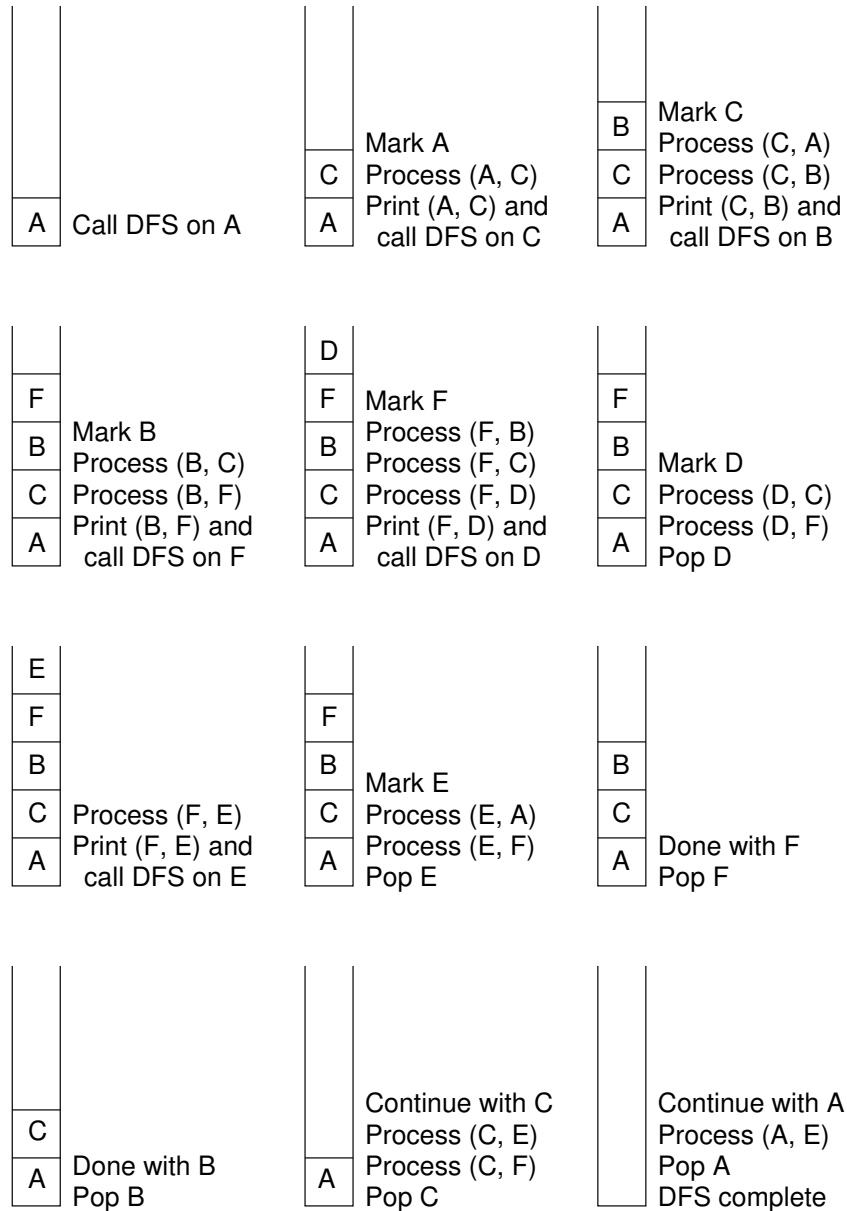 A
Call DFS on A
C
A
Mark A
Process (A, C)
Print (A, C) and
call DFS on C
B
C
A
Mark C
Process (C, A)
Process (C, B)
Print (C, B) and
call DFS on B
F
B
C
A
Mark B
Process (B, C)
Process (B, F)
Print (B, F) and
call DFS on F
D
F
B
C
A
Mark F
Process (F, B)
Process (F, C)
Process (F, D)
Print (F, D) and
call DFS on D
F
B
C
A
Mark D
Process (D, C)
Process (D, F)
Pop D
E
F
B
C
A
Process (F, E)
Print (F, E) and
call DFS on E
F
B
C
A
Mark E
Process (E, A)
Process (E, F)
Pop E
B
C
A
Done with F
Pop F
C
A
Done with B
Pop B
A
Continue with C
Process (C, E)
Process (C, F)
Pop C
Continue with A
Process (A, E)
Pop A
DFS complete